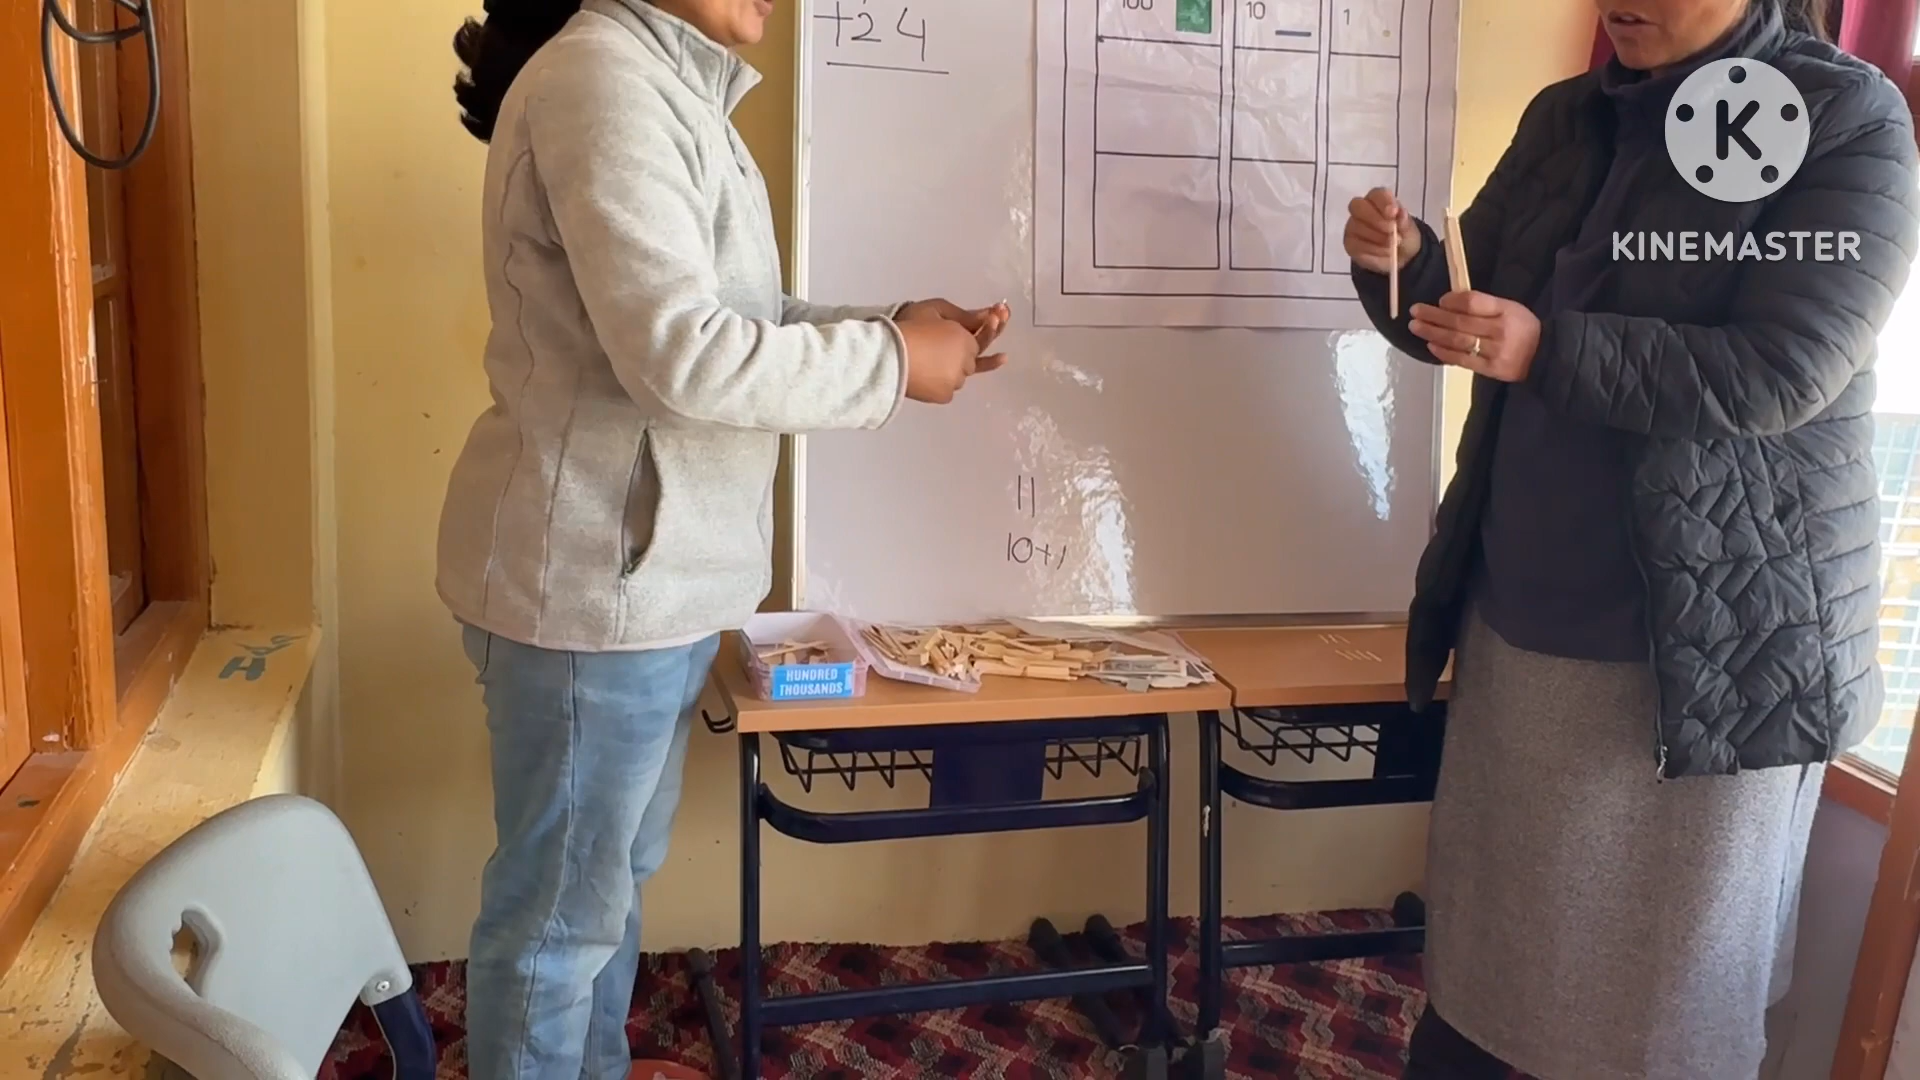 +24
100 10 1
11
10+1
HUNDRED
THOUSANDS
K
KINEMASTER